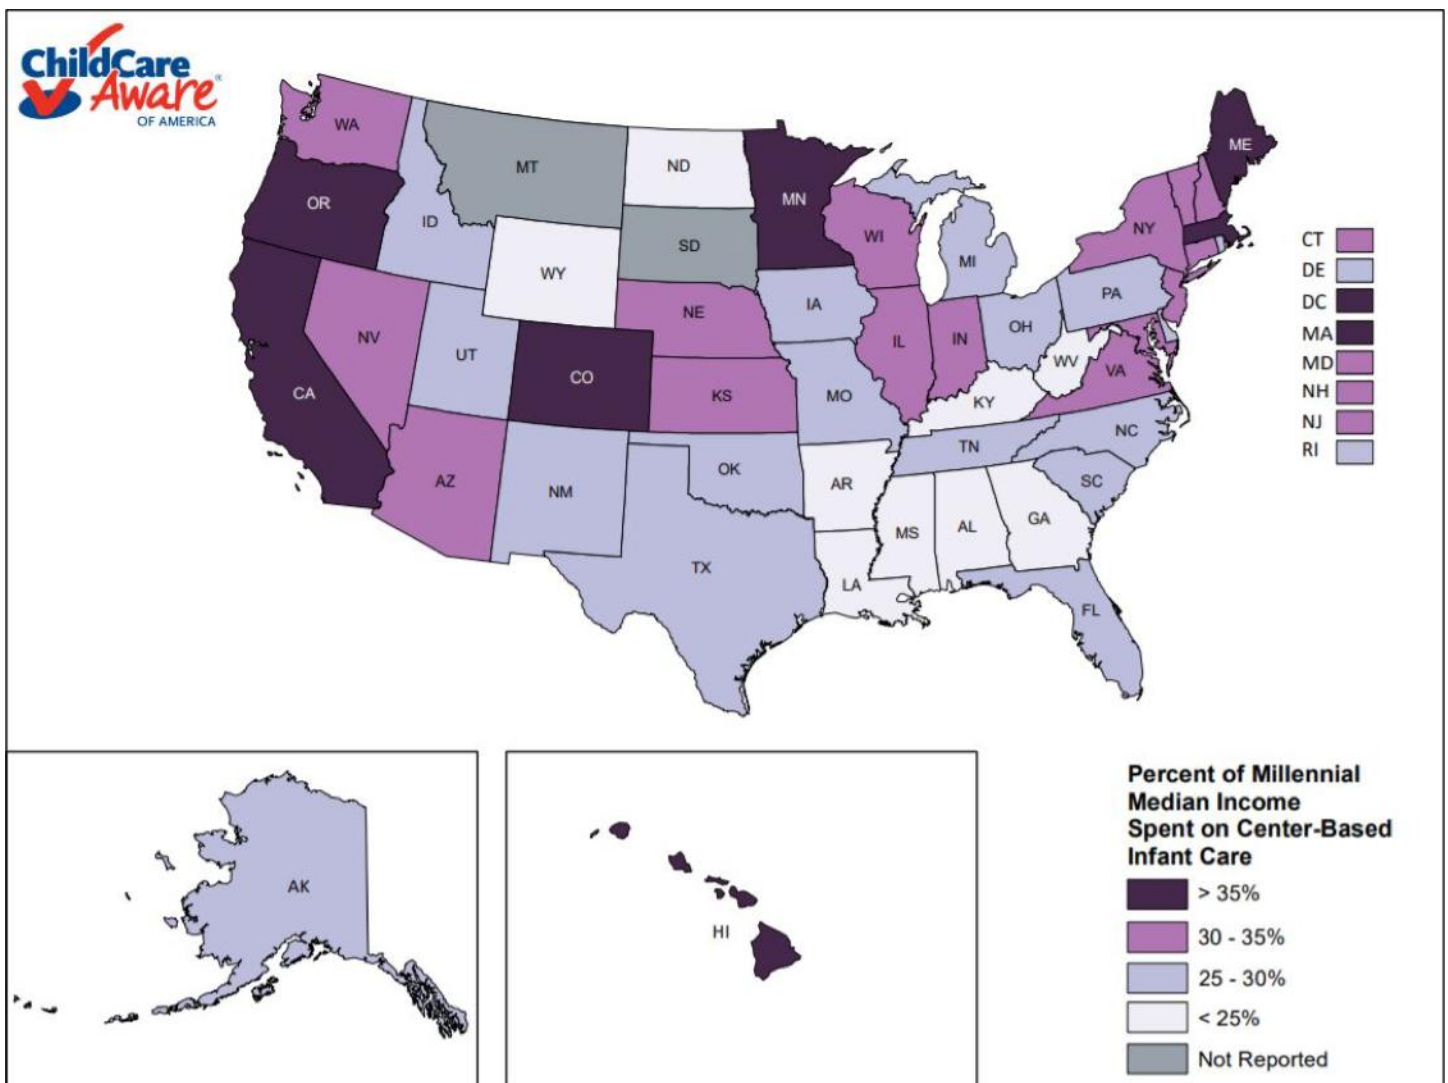 ChildCare
Aware®
OF AMERICA
WA
MT
ND
MN
ME
OR
ID
WY
SD
WI
MI
NY
NV
UT
CO
NE
IA
IL
IN
OH
PA
CA
KS
MO
WV
VA
KY
AZ
NM
OK
AR
TN
NC
SC
TX
LA
MS
AL
GA
FL
CT
DE
DC
MA
MD
NH
NJ
RI
AK
HI
Percent of Millennial
Median Income
Spent on Center-Based
Infant Care
> 35%
30 - 35%
25 - 30%
< 25%
Not Reported